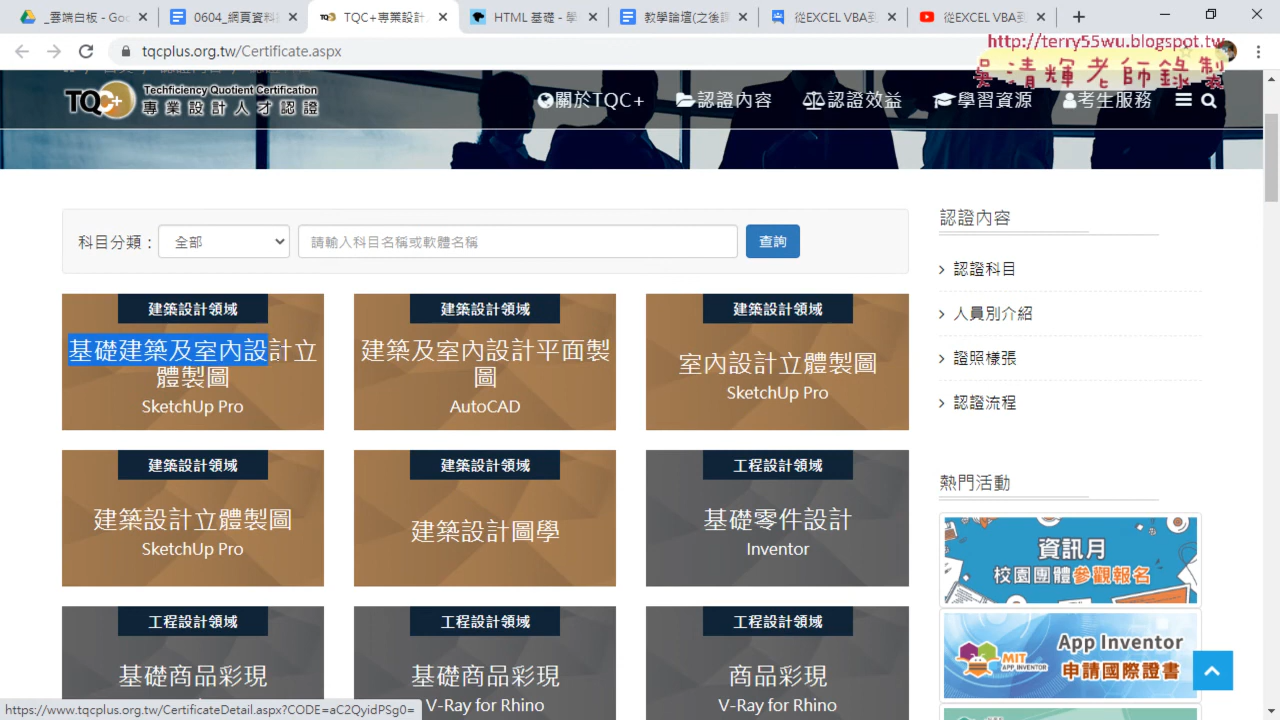 _雲端白板 - Goo
0604_網頁資料擷
TQC+專業設計
HTML 基礎 - 學
教學論壇(之後課
從EXCEL VBA到
從EXCEL VBA到
tqcplus.org.tw/Certificate.aspx
http://terry55wu.blogspot.tw
吳清輝老師錄製
TQC+
Techficiency Quotient Certification
專業設計人才認證
關於TQC+
認證內容
認證效益
學習資源
考生服務
科目分類：
全部
請輸入科目名稱或軟體名稱
查詢
認證內容
認證科目
人員別介紹
證照樣張
認證流程
建築設計領域
基礎建築及室內設計立
體製圖
SketchUp Pro
建築設計領域
建築及室內設計平面製
圖
AutoCAD
建築設計領域
室內設計立體製圖
SketchUp Pro
建築設計領域
建築設計立體製圖
SketchUp Pro
建築設計領域
建築設計圖學
工程設計領域
基礎零件設計
Inventor
熱門活動
資訊月
校園團體參觀報名
工程設計領域
基礎商品彩現
工程設計領域
基礎商品彩現
V-Ray for Rhino
工程設計領域
商品彩現
V-Ray for Rhino
App Inventor
MIT
APP INVENTOR
申請國際證書
https://www.tqcplus.org.tw/CertificateDetail.aspx?CODE=aC2QyidPSg0=